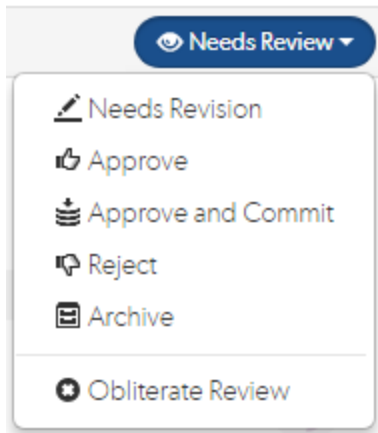 Needs Review
Needs Revision
Approve
Approve and Commit
Reject
Archive
Obliterate Review